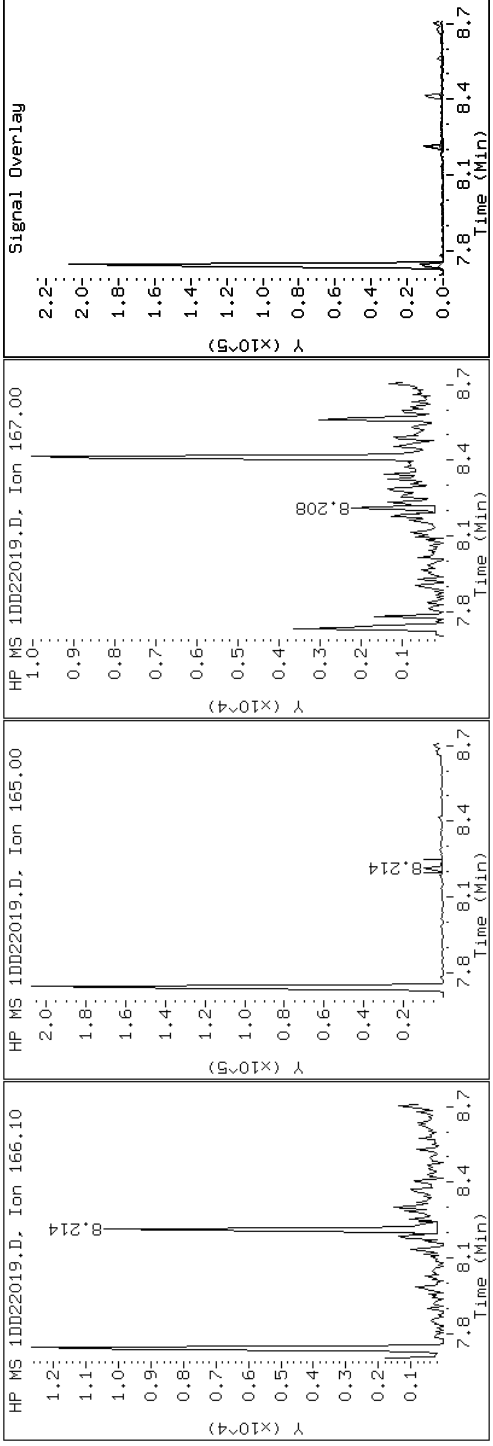 HP MS 1DD22019.D, Ion 166.10
8.214
Y (x10^4)
1.2
1.1
1.0
0.9
0.8
0.7
0.6
0.5
0.4
0.3
0.2
0.1
7.8 8.1 8.4 8.7
Time (Min)
HP MS 1DD22019.D, Ion 165.00
8.214
Y (x10^5)
2.0
1.8
1.6
1.4
1.2
1.0
0.8
0.6
0.4
0.2
7.8 8.1 8.4 8.7
Time (Min)
HP MS 1DD22019.D, Ion 167.00
8.208
Y (x10^4)
1.0
0.9
0.8
0.7
0.6
0.5
0.4
0.3
0.2
0.1
7.8 8.1 8.4 8.7
Time (Min)
Signal Overlay
Y (x10^5)
2.2
2.0
1.8
1.6
1.4
1.2
1.0
0.8
0.6
0.4
0.2
0.0
7.8 8.1 8.4 8.7
Time (Min)